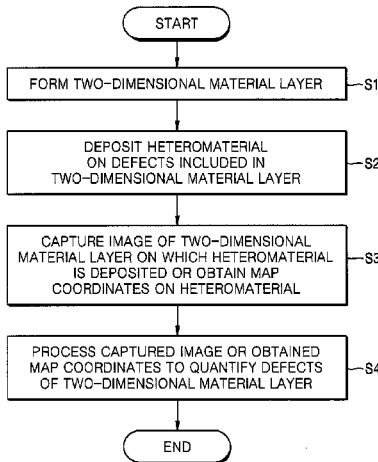 START
FORM TWO-DIMENSIONAL MATERIAL LAYER
S1
DEPOSIT HETEROMATERIAL
ON DEFECTS INCLUDED IN
TWO-DIMENSIONAL MATERIAL LAYER
S2
CAPTURE IMAGE OF TWO-DIMENSIONAL
MATERIAL LAYER ON WHICH HETEROMATERIAL
IS DEPOSITED OR OBTAIN MAP
COORDINATES ON HETEROMATERIAL
S3
PROCESS CAPTURED IMAGE OR OBTAINED
MAP COORDINATES TO QUANTIFY DEFECTS
OF TWO-DIMENSIONAL MATERIAL LAYER
S4
END